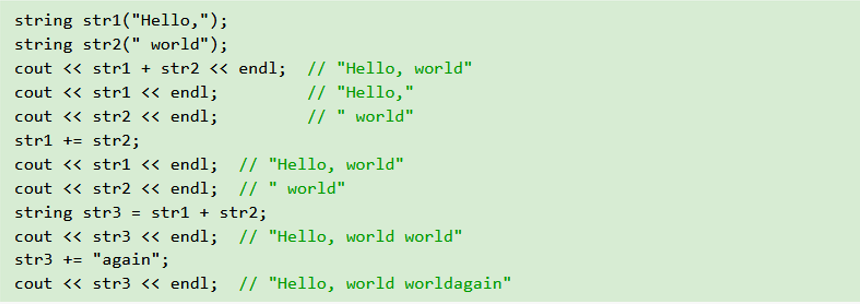 string str1("Hello,");
string str2(" world");
cout << str1 + str2 << endl;  // "Hello, world"
cout << str1 << endl;         // "Hello,"
cout << str2 << endl;         // " world"
str1 += str2;
cout << str1 << endl;  // "Hello, world"
cout << str2 << endl;  // " world"
string str3 = str1 + str2;
cout << str3 << endl;  // "Hello, world world"
str3 += "again";
cout << str3 << endl;  // "Hello, world worldagain"